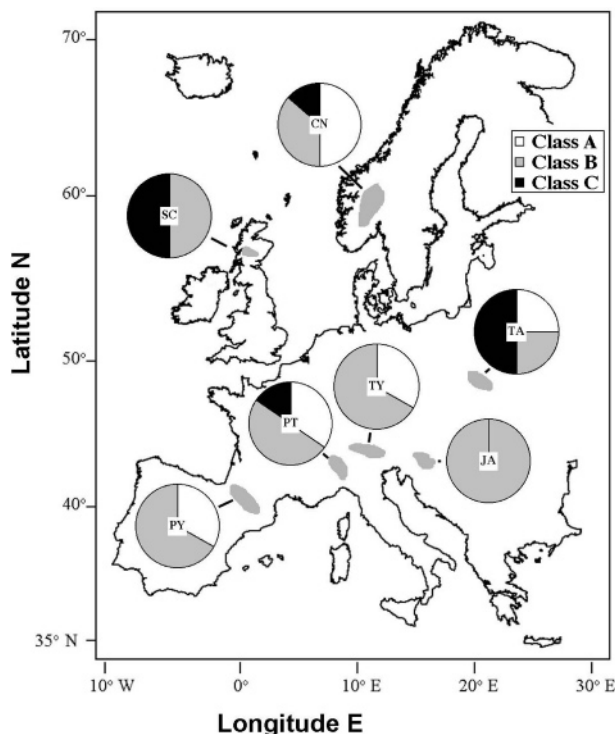 70°
CN
Class A
Class B
Class C
60°
SC
Latitude N
TA
50°
TY
PT
JA
40°
PY
35° N
10° W
0°
10° E
20° E
30° E
Longitude E